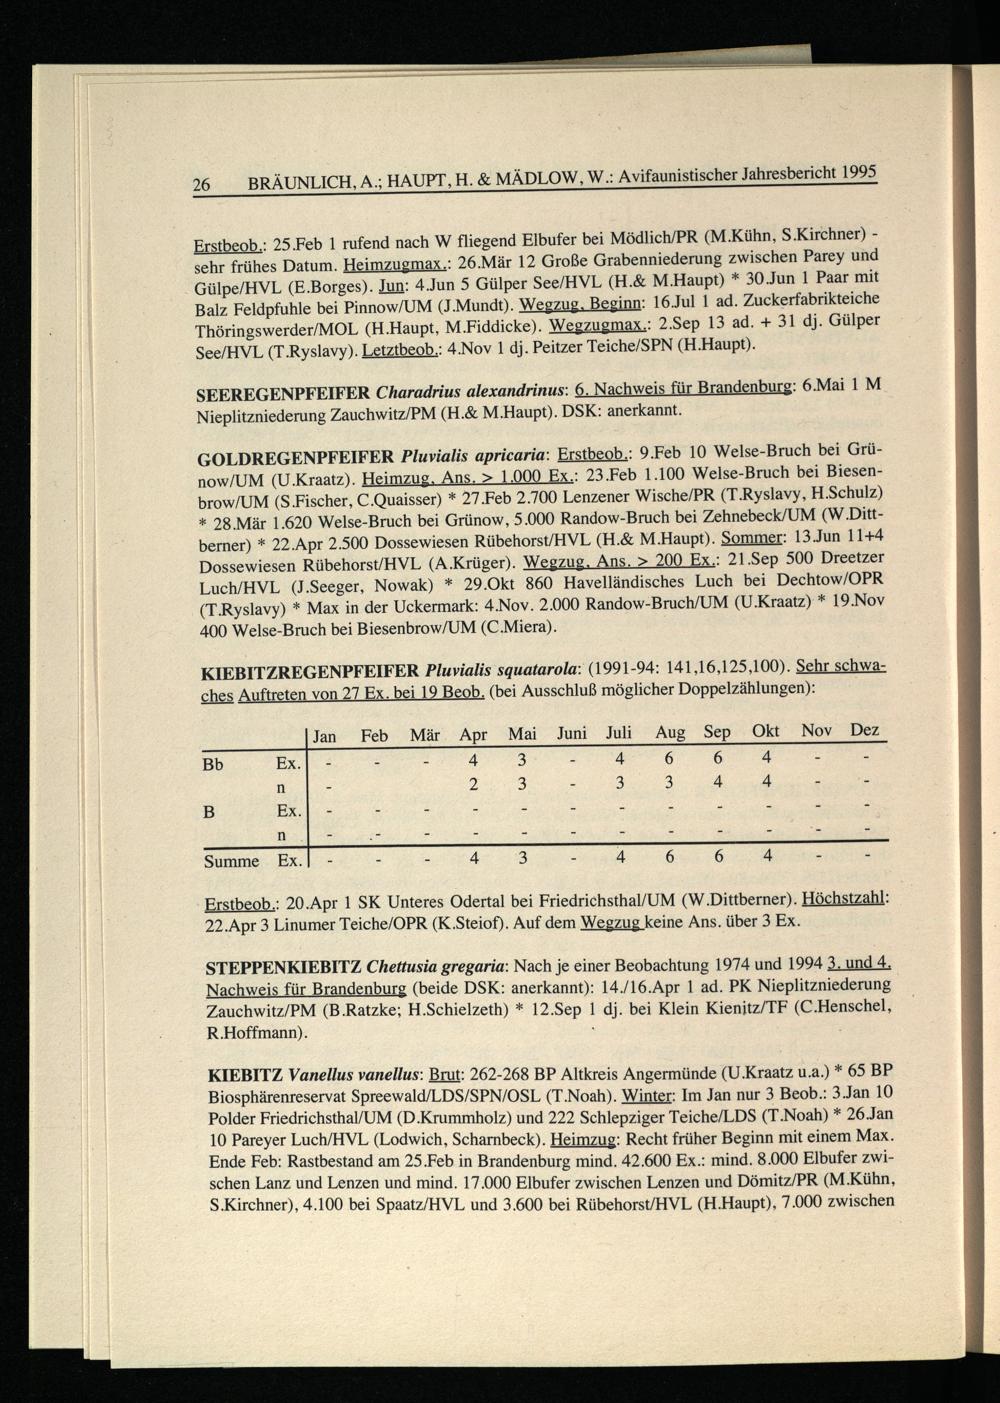 26 BRÄUNLICH, A.; HAUPT, H. & MÄDLOW, W.: Avifaunistischer Jahresbericht 1995
Erstbeob.: 25.Feb 1 rufend nach W fliegend Elbufer bei Mödlich/PR (M.Kühn, S.Kirchner) -
sehr frühes Datum. Heimzugmax.: 26.Mär 12 Große Grabenniederung zwischen Parey und
Gülpe/HVL (E.Borges). Jun: 4.Jun 5 Gülper See/HVL (H.& M.Haupt) * 30.Jun 1 Paar mit
Balz Feldpfuhle bei Pinnow/UM (J.Mundt). Wegzug, Beginn: 16.Jul 1 ad. Zuckerfabrikteiche
Thöringswerder/MOL (H.Haupt, M.Fiddicke). Wegzugmax.: 2.Sep 13 ad. + 31 dj. Gülper
See/HVL (T.Ryslavy). Letztbeob.: 4.Nov 1 dj. Peitzer Teiche/SPN (H.Haupt).
SEEREGENPFEIFER Charadrius alexandrinus: 6. Nachweis für Brandenburg: 6.Mai 1 M
Nieplitzniederung Zauchwitz/PM (H.& M.Haupt). DSK: anerkannt.
GOLDREGENPFEIFER Pluvialis apricaria: Erstbeob.: 9.Feb 10 Welse-Bruch bei Grü-
now/UM (U.Kraatz). Heimzug, Ans. > 1.000 Ex.: 23.Feb 1.100 Welse-Bruch bei Biesen-
brow/UM (S.Fischer, C.Quaisser) * 27.Feb 2.700 Lenzener Wische/PR (T.Ryslavy, H.Schulz)
* 28.Mär 1.620 Welse-Bruch bei Grünow, 5.000 Randow-Bruch bei Zehnebeck/UM (W.Ditt-
berner) * 22.Apr 2.500 Dossewiesen Rübehorst/HVL (H.& M.Haupt). Sommer: 13.Jun 11+4
Dossewiesen Rübehorst/HVL (A.Krüger). Wegzug, Ans. > 200 Ex.: 21.Sep 500 Dreetzer
Luch/HVL (J.Seeger, Nowak) * 29.Okt 860 Havelländisches Luch bei Dechtow/OPR
(T.Ryslavy) * Max in der Uckermark: 4.Nov. 2.000 Randow-Bruch/UM (U.Kraatz) * 19.Nov
400 Welse-Bruch bei Biesenbrow/UM (C.Miera).
KIEBITZREGENPFEIFER Pluvialis squatarola: (1991-94: 141,16,125,100). Sehr schwa-
ches Auftreten von 27 Ex. bei 19 Beob. (bei Ausschluß möglicher Doppelzählungen):
Jan Feb Mär Apr Mai Juni Juli Aug Sep Okt Nov Dez
Bb Ex. - - - 4 3 - 4 6 6 4 - -
n - 2 3 - 3 3 4 4 - -
B Ex. - - - - - - - - - - - -
n - - - - - - - - - - - -
Summe Ex. - - - 4 3 - 4 6 6 4 - -
Erstbeob.: 20.Apr 1 SK Unteres Odertal bei Friedrichsthal/UM (W.Dittberner). Höchstzahl:
22.Apr 3 Linumer Teiche/OPR (K.Steiof). Auf dem Wegzug keine Ans. über 3 Ex.
STEPPENKIEBITZ Chettusia gregaria: Nach je einer Beobachtung 1974 und 1994 3. und 4.
Nachweis für Brandenburg (beide DSK: anerkannt): 14./16.Apr 1 ad. PK Nieplitzniederung
Zauchwitz/PM (B.Ratzke; H.Schielzeth) * 12.Sep 1 dj. bei Klein Kienitz/TF (C.Henschel,
R.Hoffmann).
KIEBITZ Vanellus vanellus: Brut: 262-268 BP Altkreis Angermünde (U.Kraatz u.a.) * 65 BP
Biosphärenreservat Spreewald/LDS/SPN/OSL (T.Noah). Winter: Im Jan nur 3 Beob.: 3.Jan 10
Polder Friedrichsthal/UM (D.Krummholz) und 222 Schlepziger Teiche/LDS (T.Noah) * 26.Jan
10 Pareyer Luch/HVL (Lodwich, Scharnbeck). Heimzug: Recht früher Beginn mit einem Max.
Ende Feb: Rastbestand am 25.Feb in Brandenburg mind. 42.600 Ex.: mind. 8.000 Elbufer zwi-
schen Lanz und Lenzen und mind. 17.000 Elbufer zwischen Lenzen und Dömitz/PR (M.Kühn,
S.Kirchner), 4.100 bei Spaatz/HVL und 3.600 bei Rübehorst/HVL (H.Haupt), 7.000 zwischen